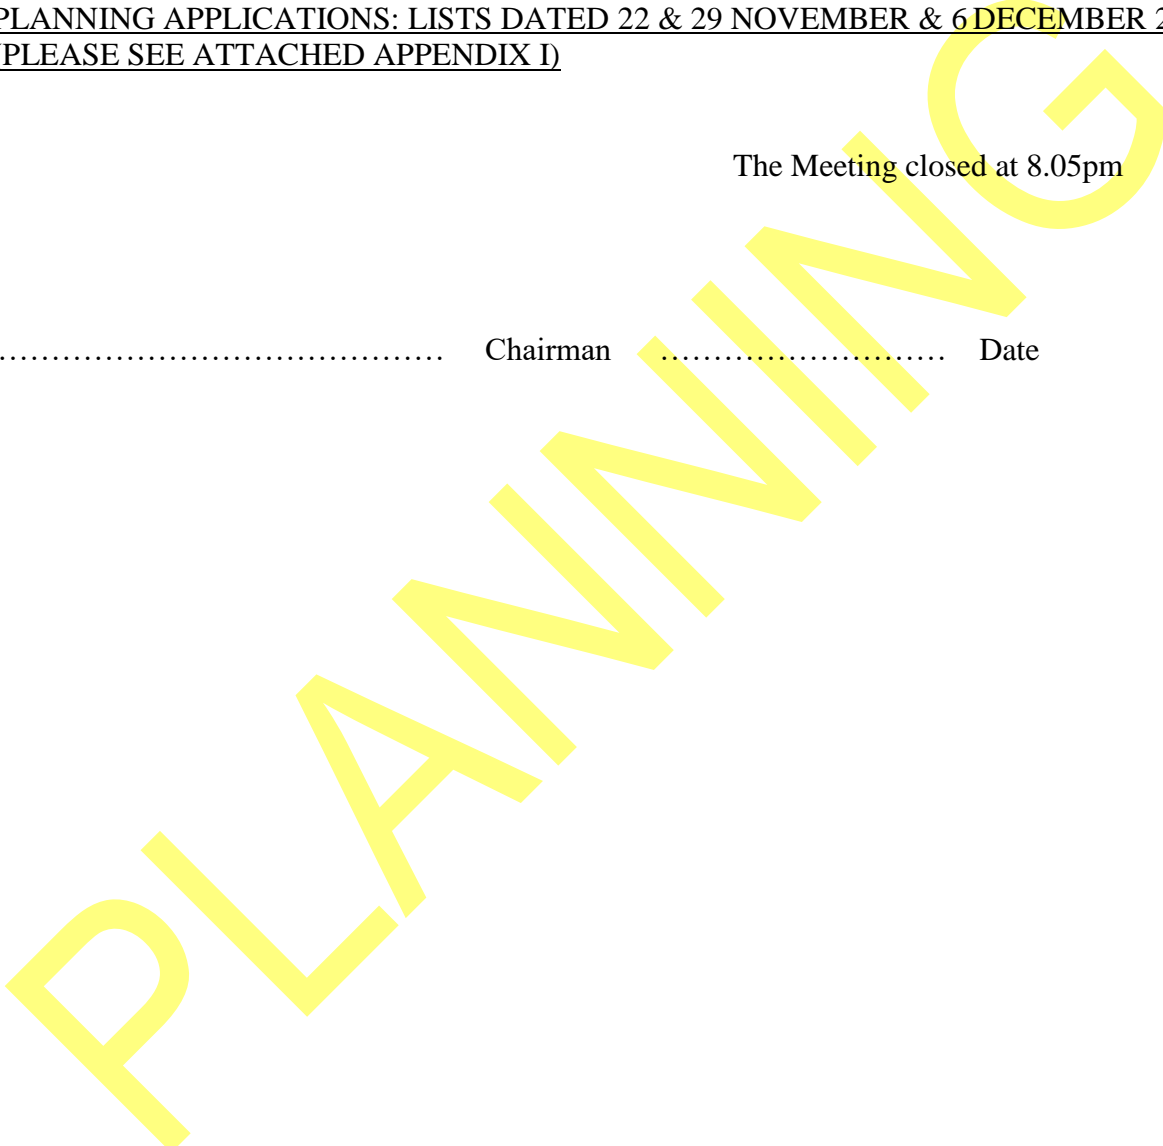 PLANNING APPLICATIONS: LISTS DATED 22 & 29 NOVEMBER & 6 DECEMBER 2
(PLEASE SEE ATTACHED APPENDIX I)
The Meeting closed at 8.05pm
…………………………………… Chairman ……………………… Date
PLANNING